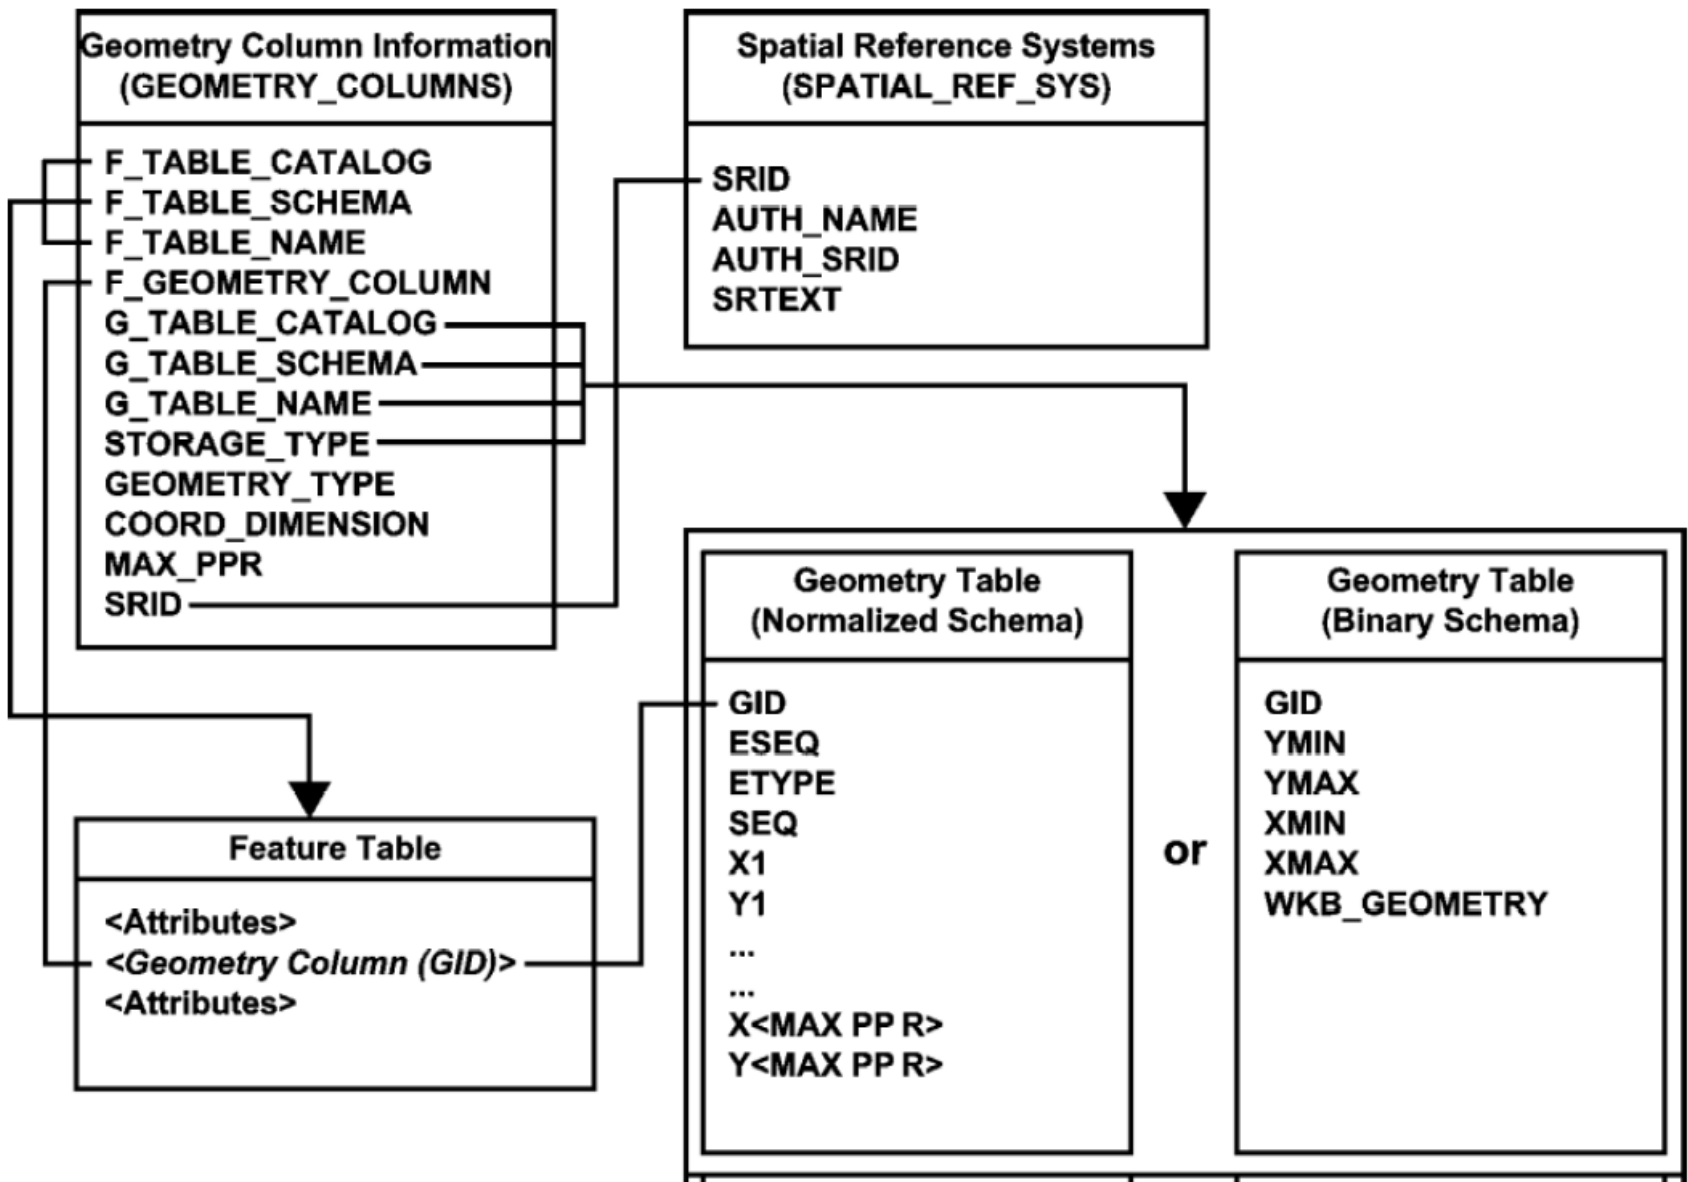 Geometry Column Information
(GEOMETRY_COLUMNS)
F_TABLE_CATALOG
F_TABLE_SCHEMA
F_TABLE_NAME
F_GEOMETRY_COLUMN
G_TABLE_CATALOG
G_TABLE_SCHEMA
G_TABLE_NAME
STORAGE_TYPE
GEOMETRY_TYPE
COORD_DIMENSION
MAX_PPR
SRID
Spatial Reference Systems
(SPATIAL_REF_SYS)
SRID
AUTH_NAME
AUTH_SRID
SRTEXT
Feature Table
<Attributes>
<Geometry Column (GID)>
<Attributes>
Geometry Table
(Normalized Schema)
GID
ESEQ
ETYPE
SEQ
X1
Y1
...
...
X<MAX PP R>
Y<MAX PP R>
or
Geometry Table
(Binary Schema)
GID
YMIN
YMAX
XMIN
XMAX
WKB_GEOMETRY